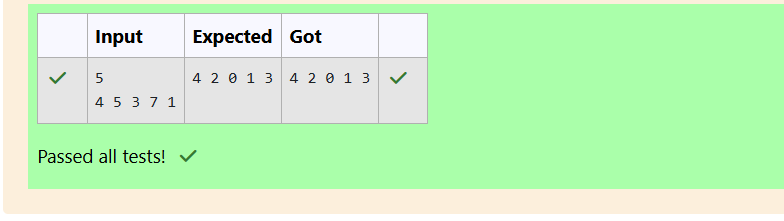 Input Expected Got
5 4 2 0 1 3 4 2 0 1 3
4 5 3 7 1
Passed all tests!